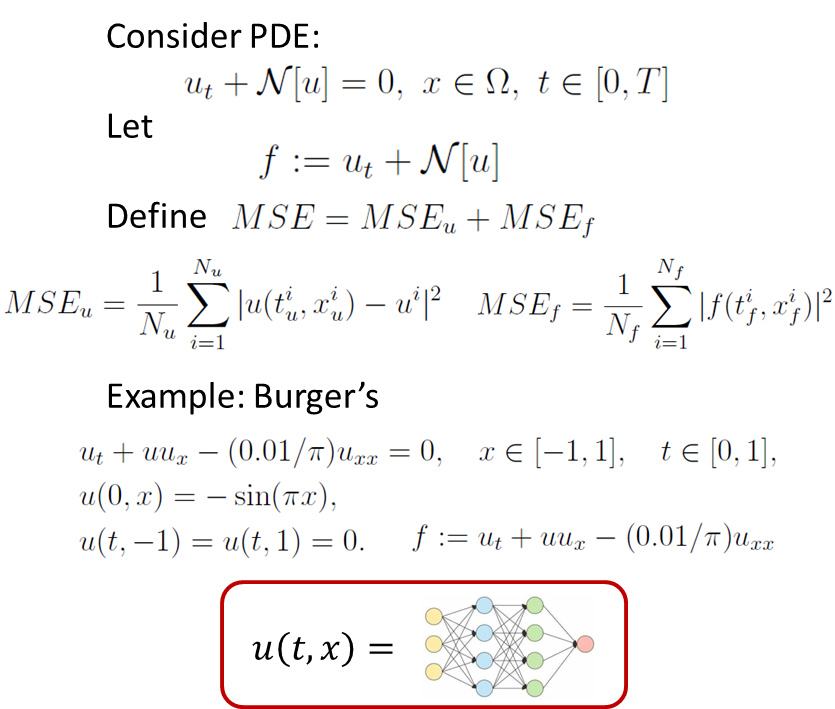 Consider PDE:
$u_t + \mathcal{N}[u] = 0,\ x \in \Omega,\ t \in [0, T]$
Let
$f := u_t + \mathcal{N}[u]$
Define $MSE = MSE_u + MSE_f$
$MSE_u = \frac{1}{N_u} \sum_{i=1}^{N_u} |u(t_u^i, x_u^i) - u^i|^2 \quad MSE_f = \frac{1}{N_f} \sum_{i=1}^{N_f} |f(t_f^i, x_f^i)|^2$
Example: Burger’s
$u_t + uu_x - (0.01/\pi)u_{xx} = 0, \quad x \in [-1, 1], \quad t \in [0, 1],$
$u(0, x) = -\sin(\pi x),$
$u(t, -1) = u(t, 1) = 0. \quad f := u_t + uu_x - (0.01/\pi)u_{xx}$
$u(t, x) =$